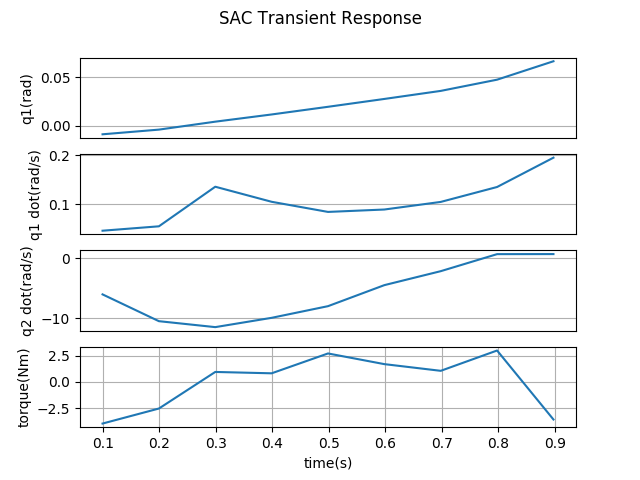 SAC Transient Response
q1(rad)
0.05
0.00
q1 dot(rad/s)
0.2
0.1
q2 dot(rad/s)
0
−10
torque(Nm)
2.5
0.0
−2.5
0.1 0.2 0.3 0.4 0.5 0.6 0.7 0.8 0.9
time(s)